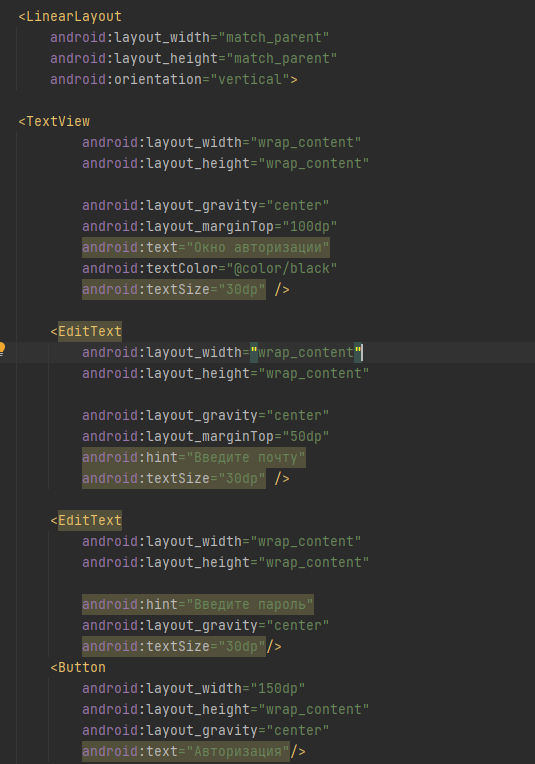 <LinearLayout
android:layout_width="match_parent"
android:layout_height="match_parent"
android:orientation="vertical">
<TextView
android:layout_width="wrap_content"
android:layout_height="wrap_content"
android:layout_gravity="center"
android:layout_marginTop="100dp"
android:text="Окно авторизации"
android:textColor="@color/black"
android:textSize="30dp" />
<EditText
android:layout_width="wrap_content"
android:layout_height="wrap_content"
android:layout_gravity="center"
android:layout_marginTop="50dp"
android:hint="Введите почту"
android:textSize="30dp" />
<EditText
android:layout_width="wrap_content"
android:layout_height="wrap_content"
android:hint="Введите пароль"
android:layout_gravity="center"
android:textSize="30dp"/>
<Button
android:layout_width="150dp"
android:layout_height="wrap_content"
android:layout_gravity="center"
android:text="Авторизация"/>